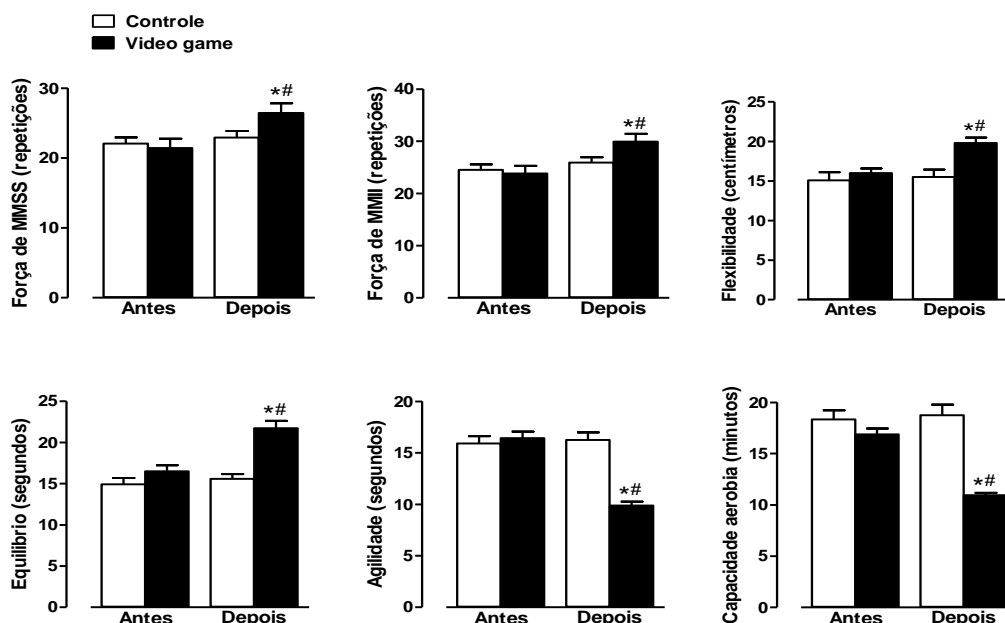 Controle
Video game
Força de MMSS (repetições)
30
20
10
0
*#
Antes
Depois
Força de MMII (repetições)
40
30
20
10
0
*#
Antes
Depois
Flexibilidade (centímetros)
25
20
15
10
5
0
*#
Antes
Depois
Equilibrio (segundos)
25
20
15
10
5
0
*#
Antes
Depois
Agilidade (segundos)
20
15
10
5
0
*#
Antes
Depois
Capacidade aerobia (minutos)
20
15
10
5
0
*#
Antes
Depois